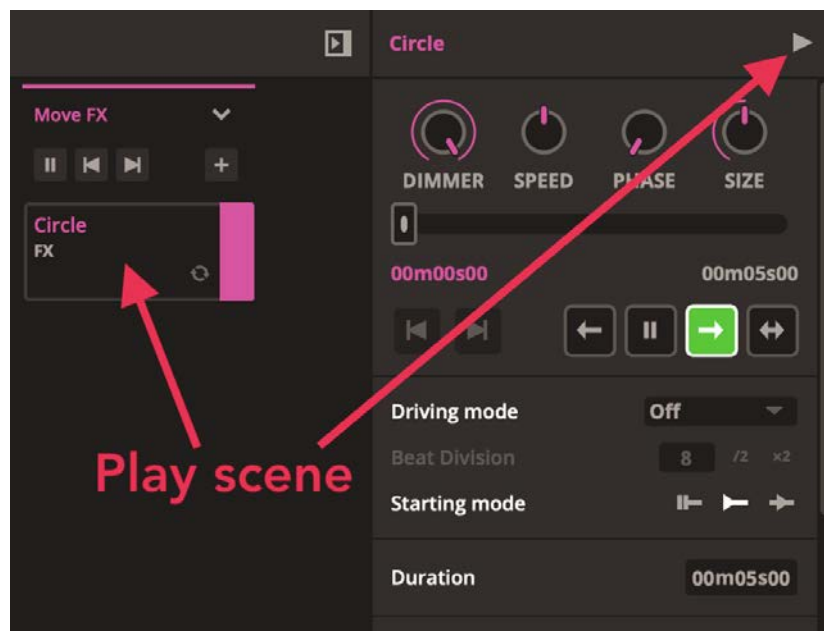 Circle
Move FX
Circle
FX
DIMMER SPEED PHASE SIZE
00m00s00 00m05s00
Driving mode Off
Beat Division 8 /2 ×2
Starting mode
Duration 00m05s00
Play scene